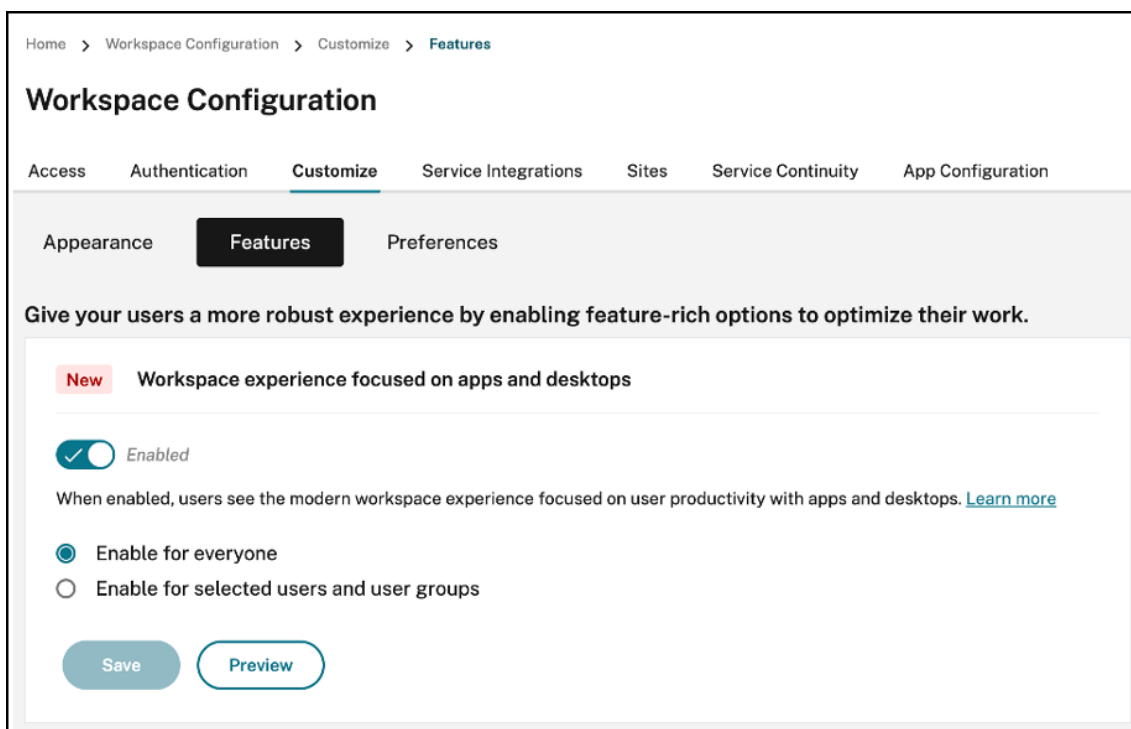 Home > Workspace Configuration > Customize > Features
Workspace Configuration
Access Authentication Customize Service Integrations Sites Service Continuity App Configuration
Appearance Features Preferences
Give your users a more robust experience by enabling feature-rich options to optimize their work.
New Workspace experience focused on apps and desktops
Enabled
When enabled, users see the modern workspace experience focused on user productivity with apps and desktops. Learn more
Enable for everyone
Enable for selected users and user groups
Save Preview